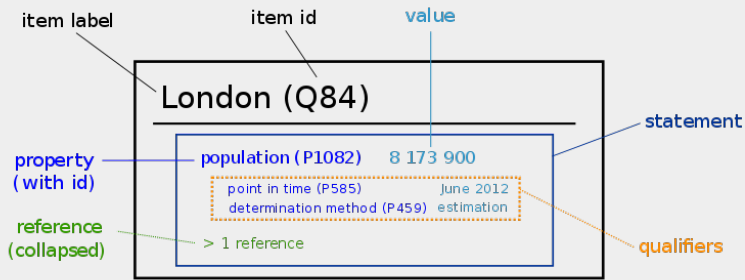 item label
item id
value
London (Q84)
statement
property
(with id)
population (P1082) 8 173 900
point in time (P585) June 2012
determination method (P459) estimation
reference
(collapsed)
> 1 reference
qualifiers